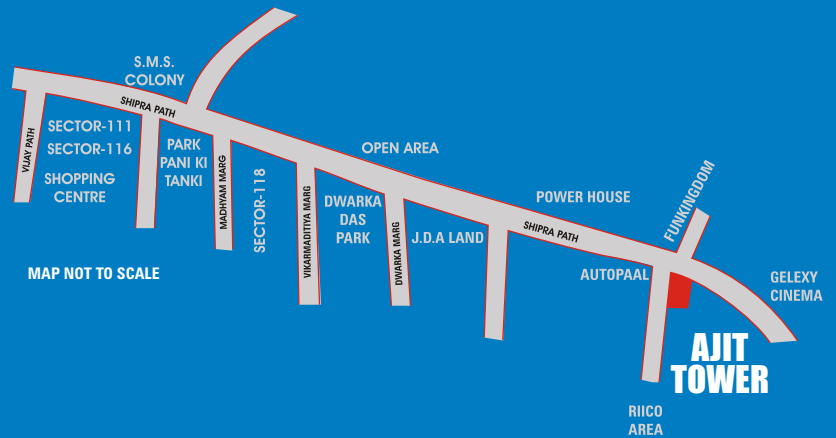 S.M.S.
COLONY
SHIPRA PATH
VIJAY PATH
SECTOR-111
SECTOR-116
SHOPPING
CENTRE
PARK
PANI KI
TANKI
MADHYAM MARG
SECTOR-118
VIKARMADITIYA MARG
OPEN AREA
DWARKA
DAS
PARK
DWARKA MARG
J.D.A LAND
POWER HOUSE
SHIPRA PATH
FUNKINGDOM
AUTOPAAL
GELEXY
CINEMA
MAP NOT TO SCALE
AJIT
TOWER
RIICO
AREA